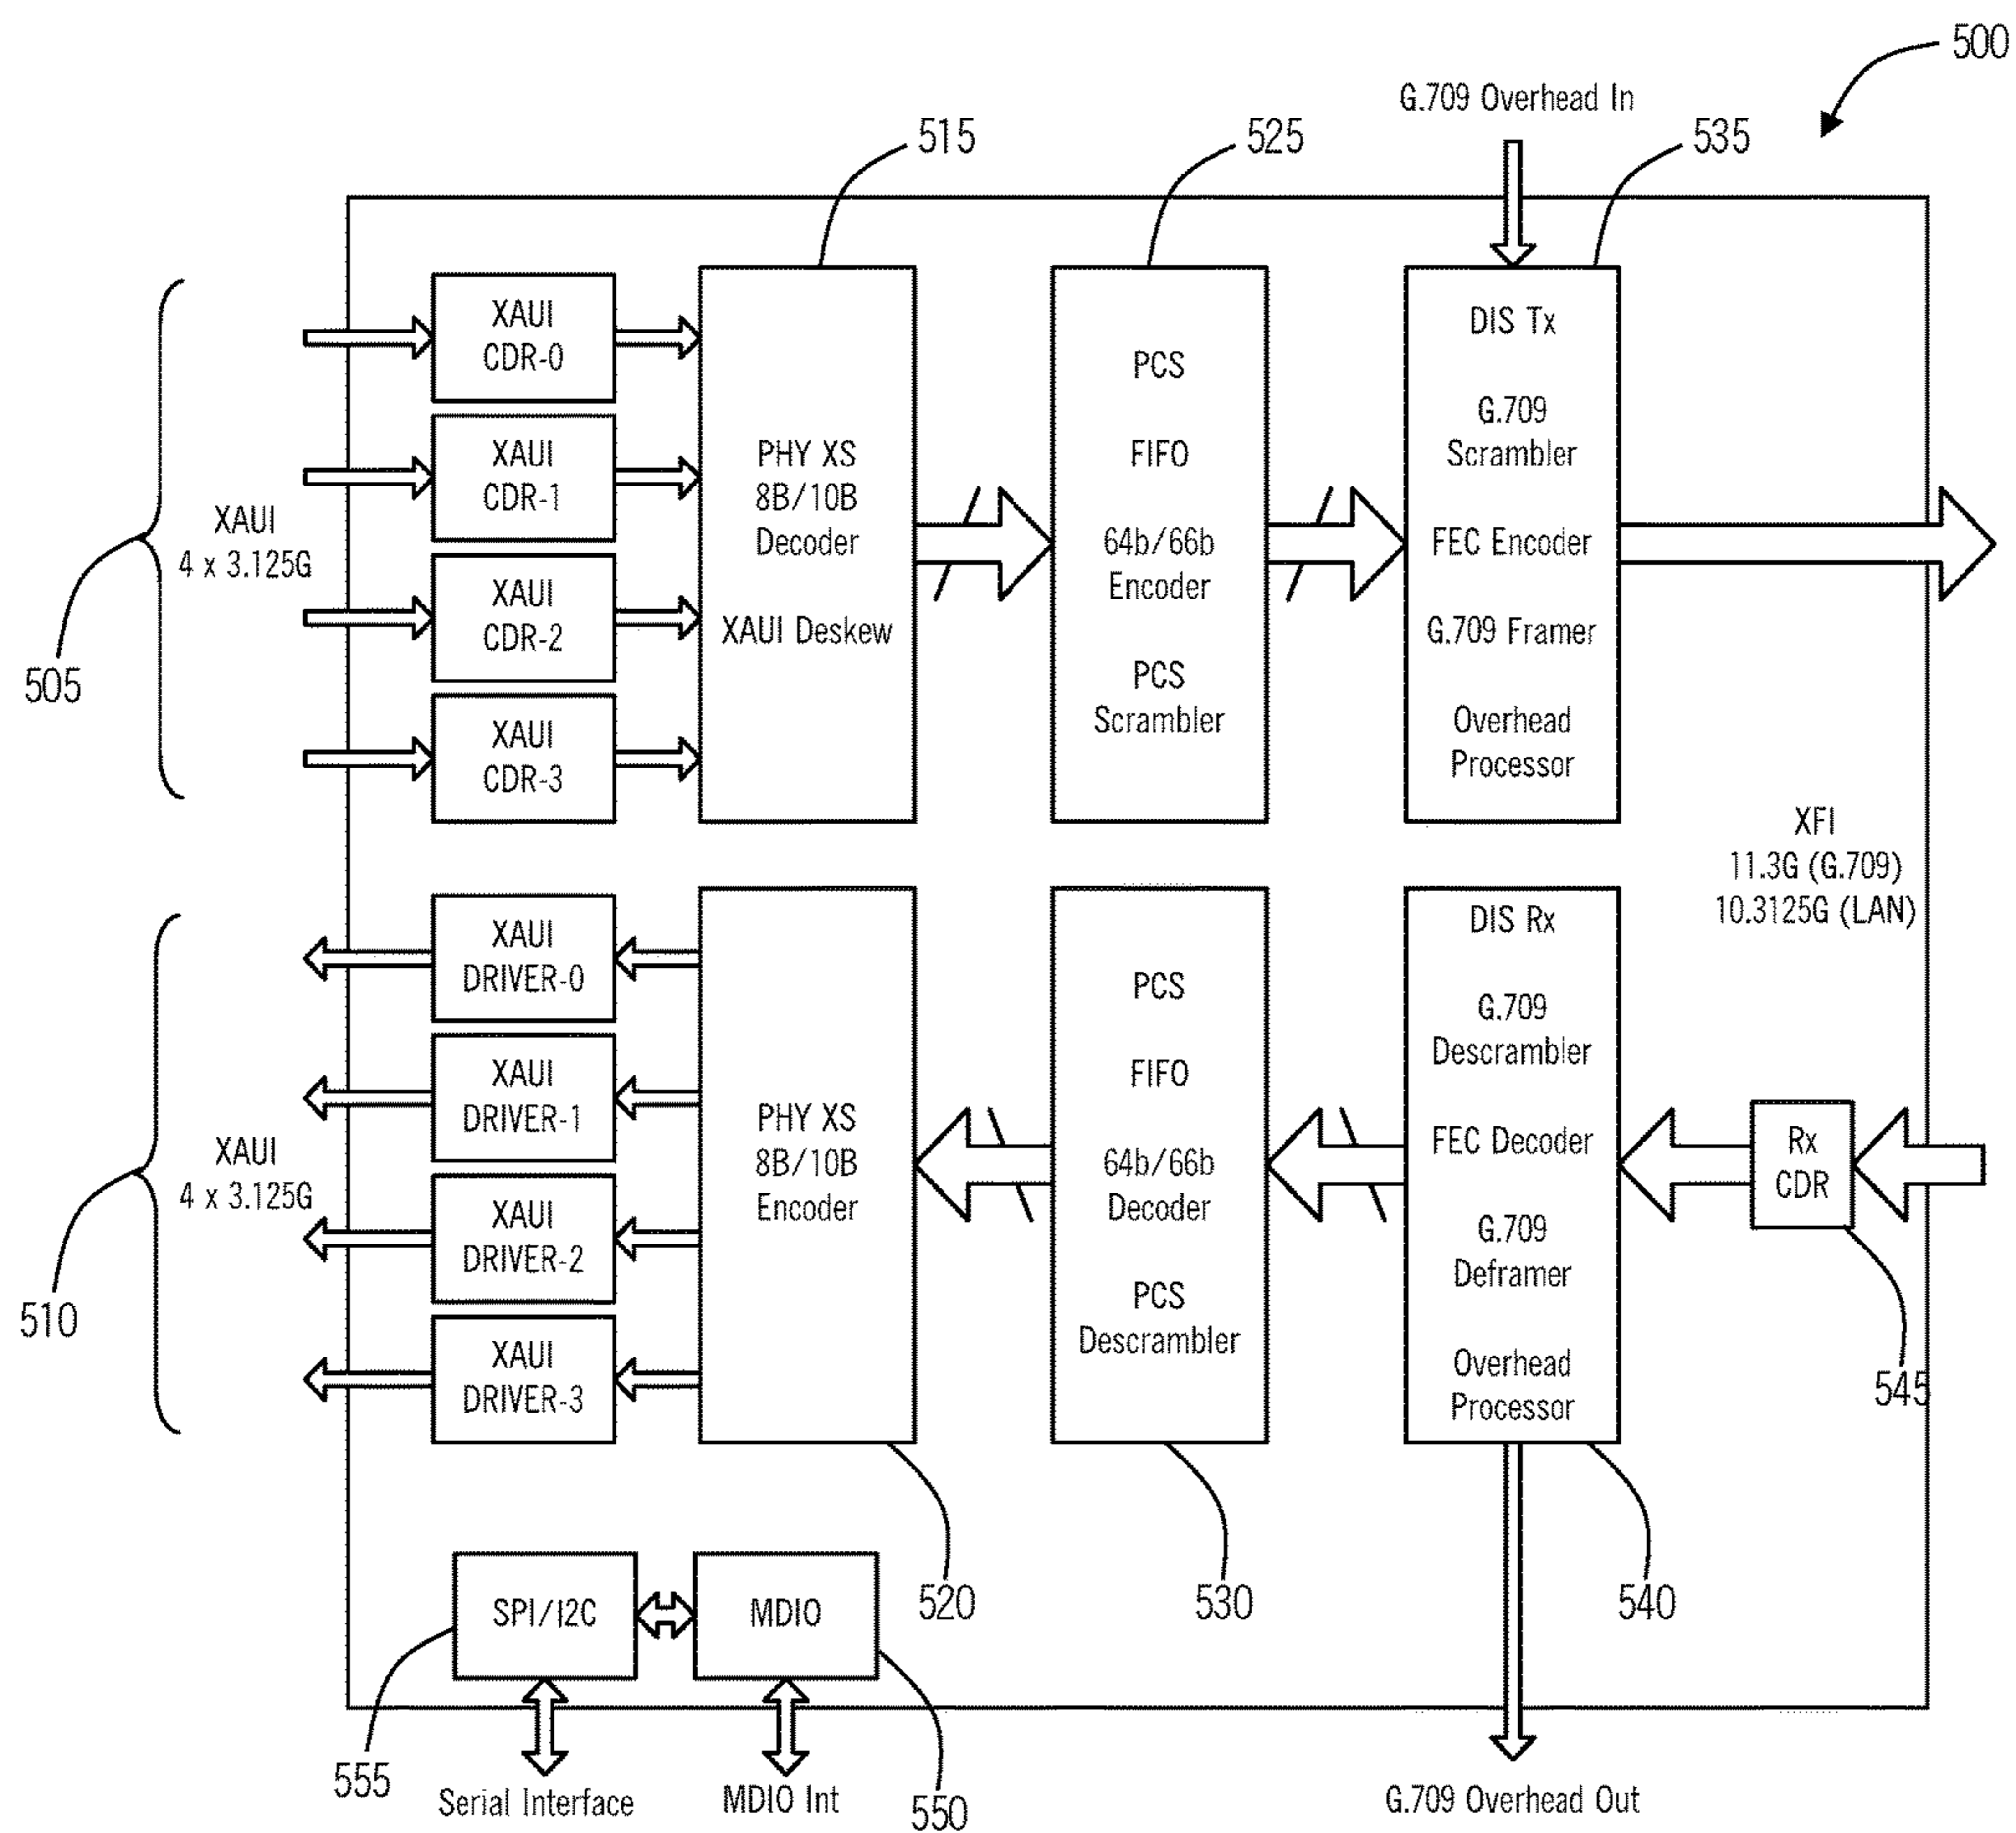 500
G.709 Overhead In
515
525
535
XAUI
4 x 3.125G
505
XAUI
CDR-0
XAUI
CDR-1
XAUI
CDR-2
XAUI
CDR-3
PHY XS
8B/10B
Decoder
XAUI Deskew
PCS
FIFO
64b/66b
Encoder
PCS
Scrambler
DIS Tx
G.709
Scrambler
FEC Encoder
G.709 Framer
Overhead
Processor
XFI
11.3G (G.709)
10.3125G (LAN)
XAUI
4 x 3.125G
510
XAUI
DRIVER-0
XAUI
DRIVER-1
XAUI
DRIVER-2
XAUI
DRIVER-3
PHY XS
8B/10B
Encoder
PCS
FIFO
64b/66b
Decoder
PCS
Descrambler
DIS Rx
G.709
Descrambler
FEC Decoder
G.709
Deframer
Overhead
Processor
Rx
CDR
545
520
530
540
SPI/I2C
MDIO
555
Serial Interface
MDIO Int
550
G.709 Overhead Out